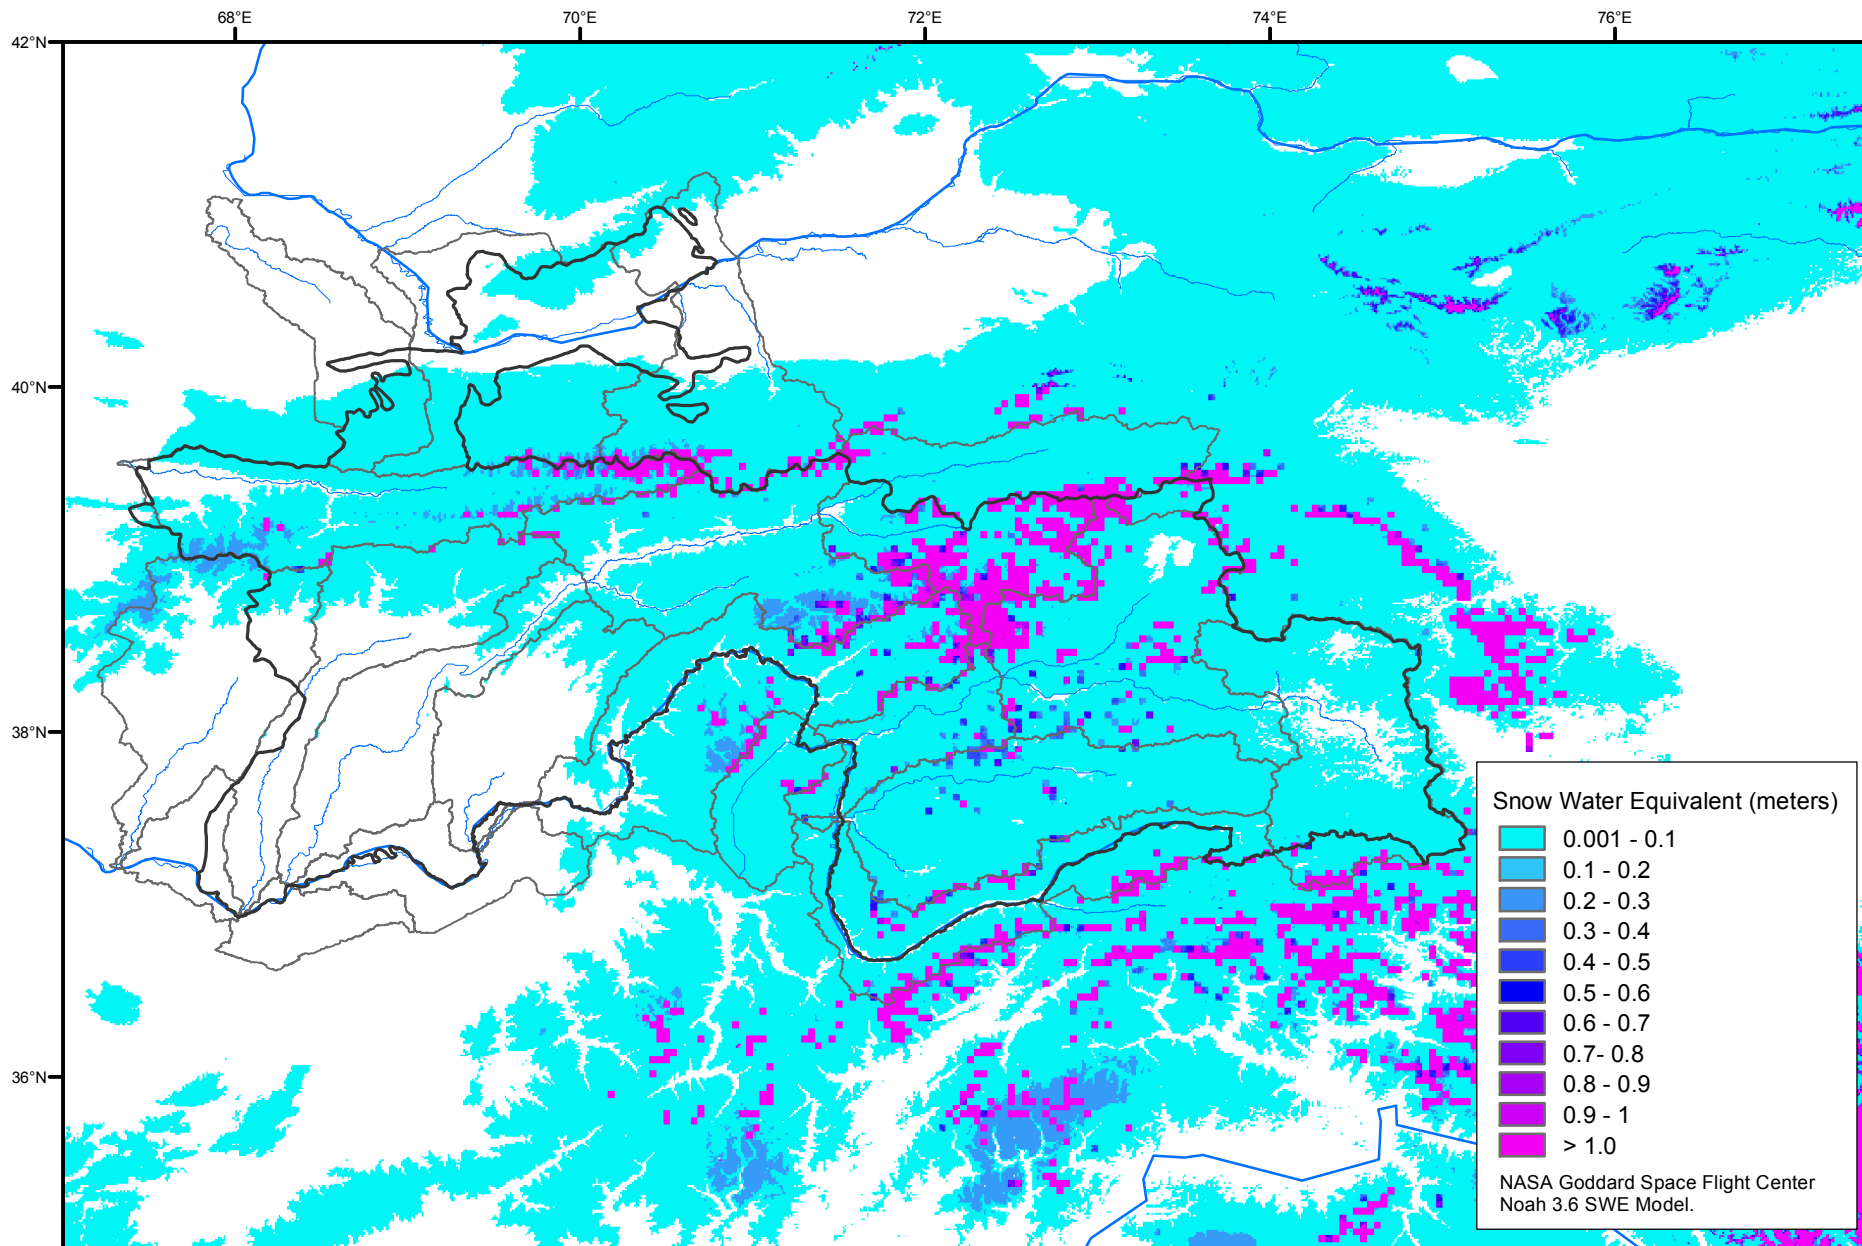 68°E 70°E 72°E 74°E 76°E
42°N
40°N
38°N
36°N
Snow Water Equivalent (meters)
0.001 - 0.1
0.1 - 0.2
0.2 - 0.3
0.3 - 0.4
0.4 - 0.5
0.5 - 0.6
0.6 - 0.7
0.7- 0.8
0.8 - 0.9
0.9 - 1
> 1.0
NASA Goddard Space Flight Center
Noah 3.6 SWE Model.